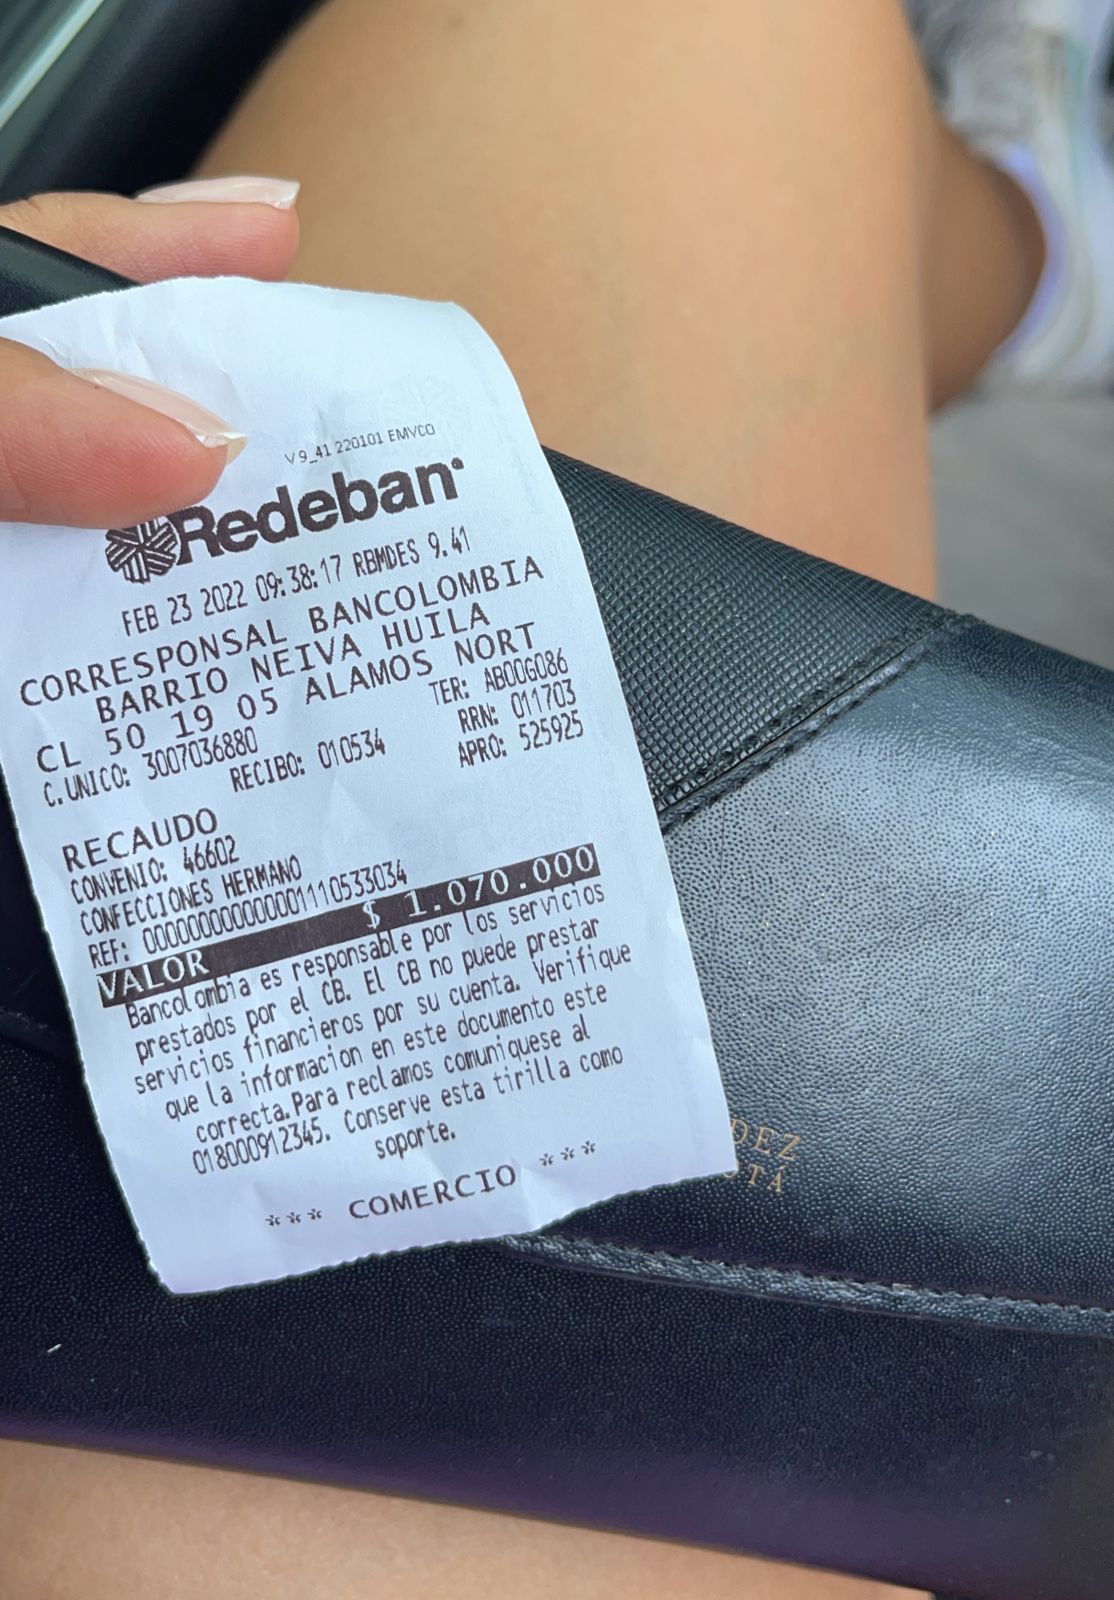 V9_41 220101 EMVCO
Redeban
FEB 23 2022 09:38:17 RBMDES 9.41
CORRESPONSAL BANCOLOMBIA
BARRIO NEIVA HUILA
CL 50 19 05 ALAMOS NORT
C.UNICO: 3007036880 TER: AB00G086
RECIBO: 010534 RRN: 011703
APRO: 525925
RECAUDO
CONVENIO: 46602
CONFECCIONES HERMANO
REF: 0000000000001110533034
VALOR $ 1.070.000
Bancolombia es responsable por los servicios
prestados por el CB. El CB no puede prestar
servicios financieros por su cuenta. Verifique
que la informacion en este documento este
correcta.Para reclamos comuniquese al
018000912345. Conserve esta tirilla como
soporte.
*** COMERCIO ***
DEZ
OTÁ